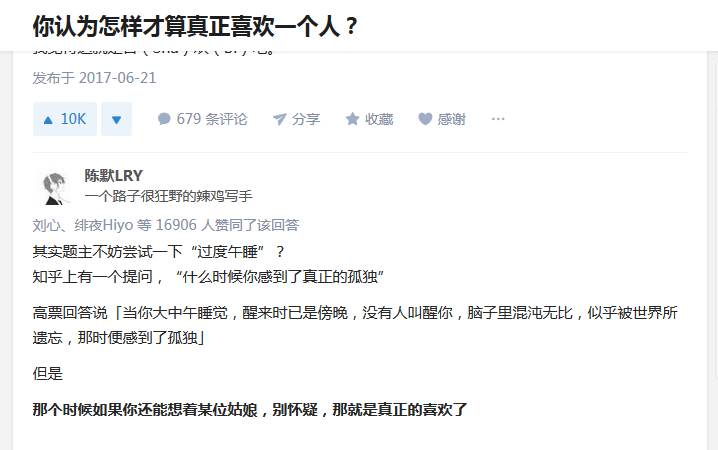 你认为怎样才算真正喜欢一个人？
发布于 2017-06-21
10K
679 条评论 分享 收藏 感谢 ···
陈默LRY
一个路子很狂野的辣鸡写手
刘心、绯夜Hiyo 等 16906 人赞同了该回答
其实题主不妨尝试一下“过度午睡”？
知乎上有一个提问，“什么时候你感到了真正的孤独”
高票回答说「当你大中午睡觉，醒来时已是傍晚，没有人叫醒你，脑子里混沌无比，似乎被世界所
遗忘，那时便感到了孤独」
但是
那个时候如果你还能想着某位姑娘，别怀疑，那就是真正的喜欢了